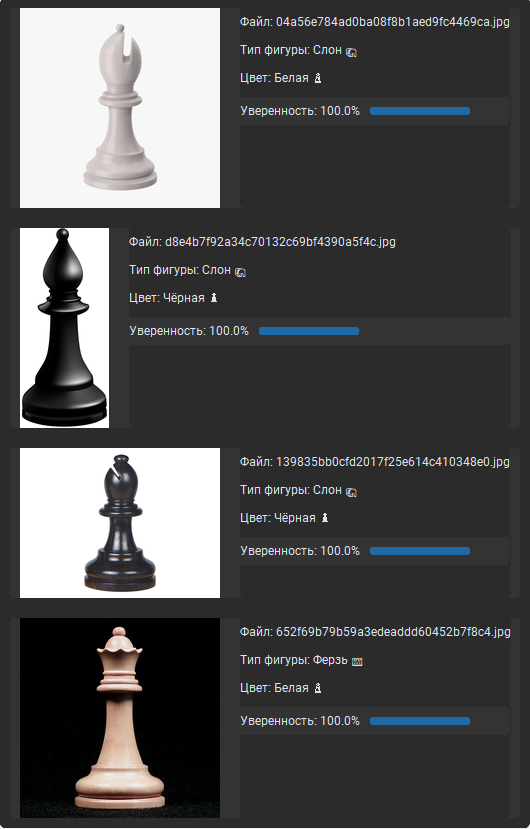 Файл: 04a56e784ad0ba08f8b1aed9fc4469ca.jpg
Тип фигуры: Слон
Цвет: Белая ♗
Уверенность: 100.0%
Файл: d8e4b7f92a34c70132c69bf4390a5f4c.jpg
Тип фигуры: Слон
Цвет: Чёрная ♝
Уверенность: 100.0%
Файл: 139835bb0cfd2017f25e614c410348e0.jpg
Тип фигуры: Слон
Цвет: Чёрная ♝
Уверенность: 100.0%
Файл: 652f69b79b59a3edeaddd60452b7f8c4.jpg
Тип фигуры: Ферзь
Цвет: Белая ♗
Уверенность: 100.0%